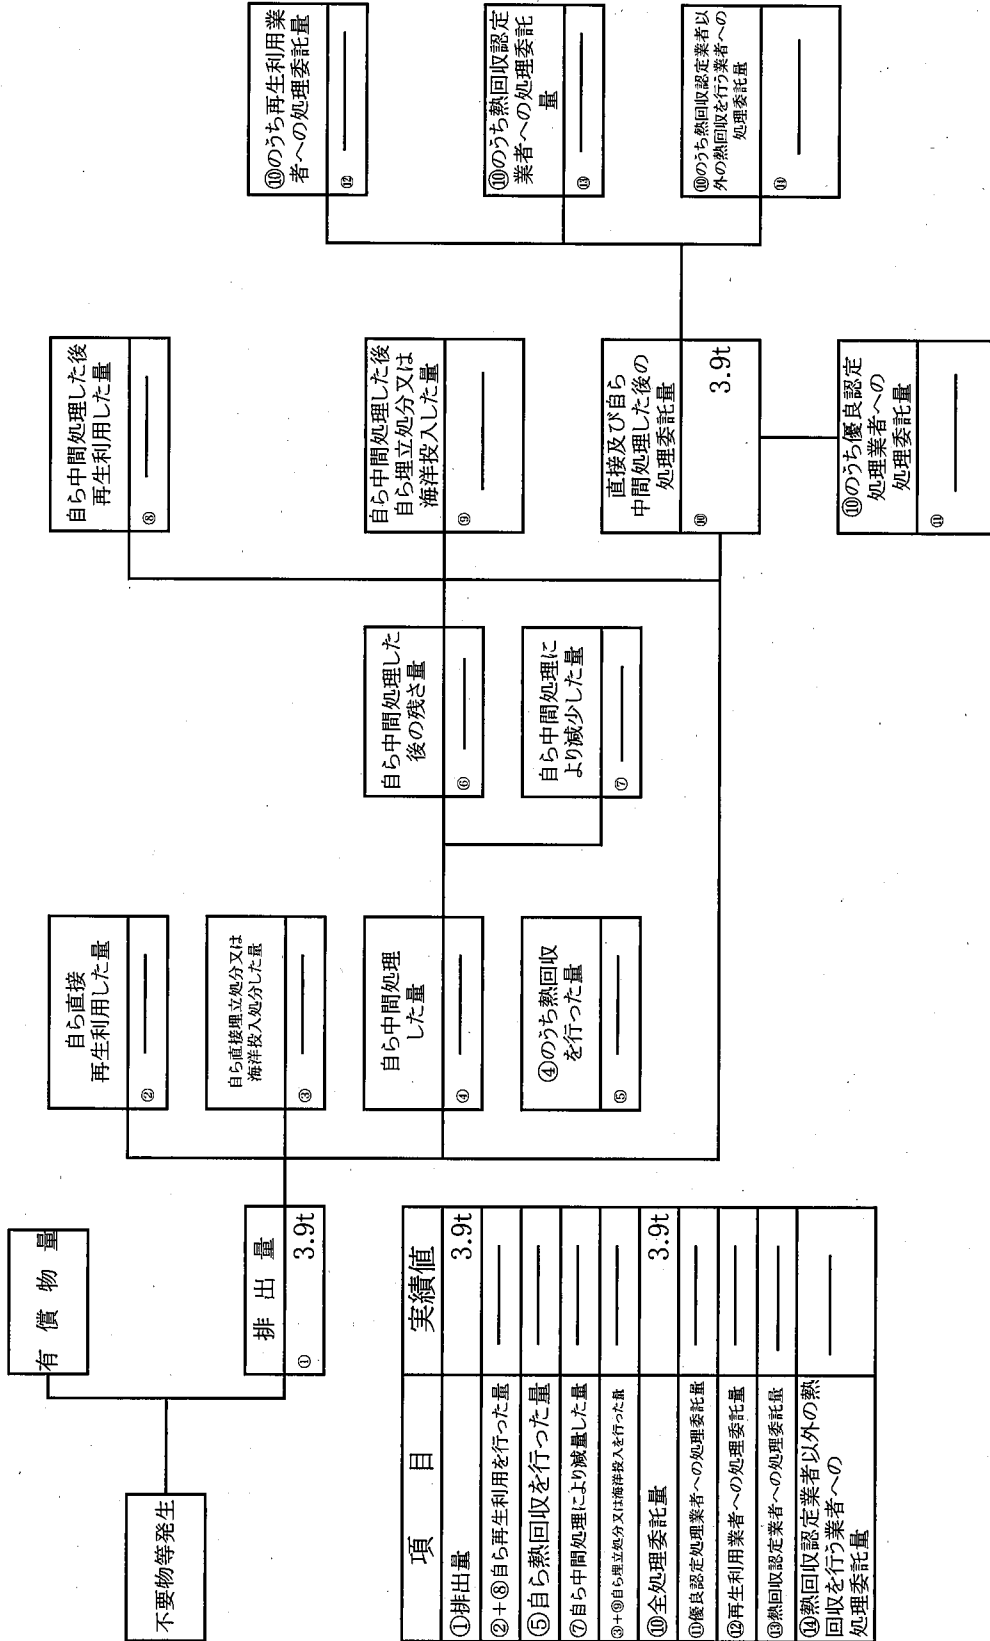 不要物等発生
有償物量
排出量
① 3.9t
自ら直接
再生利用した量
② ―
自ら直接埋立処分又は
海洋投入処分した量
③ ―
自ら中間処理
した量
④ ―
④のうち熱回収
を行った量
⑤ ―
自ら中間処理した
後の残さ量
⑥ ―
自ら中間処理に
より減少した量
⑦ ―
自ら中間処理した後
再生利用した量
⑧ ―
自ら中間処理した後
自ら埋立処分又は
海洋投入した量
⑨ ―
直接及び自ら
中間処理した後の
処理委託量
⑩ 3.9t
⑩のうち優良認定
処理業者への
処理委託量
⑪ ―
⑩のうち再生利用業
者への処理委託量
⑫ ―
⑩のうち熱回収認定
業者への処理委託
量
⑬ ―
⑩のうち熱回収認定業者以
外の熱回収を行う業者への
処理委託量
⑭ ―
項目 実績値
①排出量 3.9t
②+⑧自ら再生利用を行った量 ―
⑤自ら熱回収を行った量 ―
⑦自ら中間処理により減量した量 ―
③+⑨自ら埋立処分又は海洋投入を行った量 ―
⑩全処理委託量 3.9t
⑪優良認定処理業者への処理委託量 ―
⑫再生利用業者への処理委託量 ―
⑬熱回収認定業者への処理委託量 ―
⑭熱回収認定業者以外の熱
回収を行う業者への
処理委託量 ―